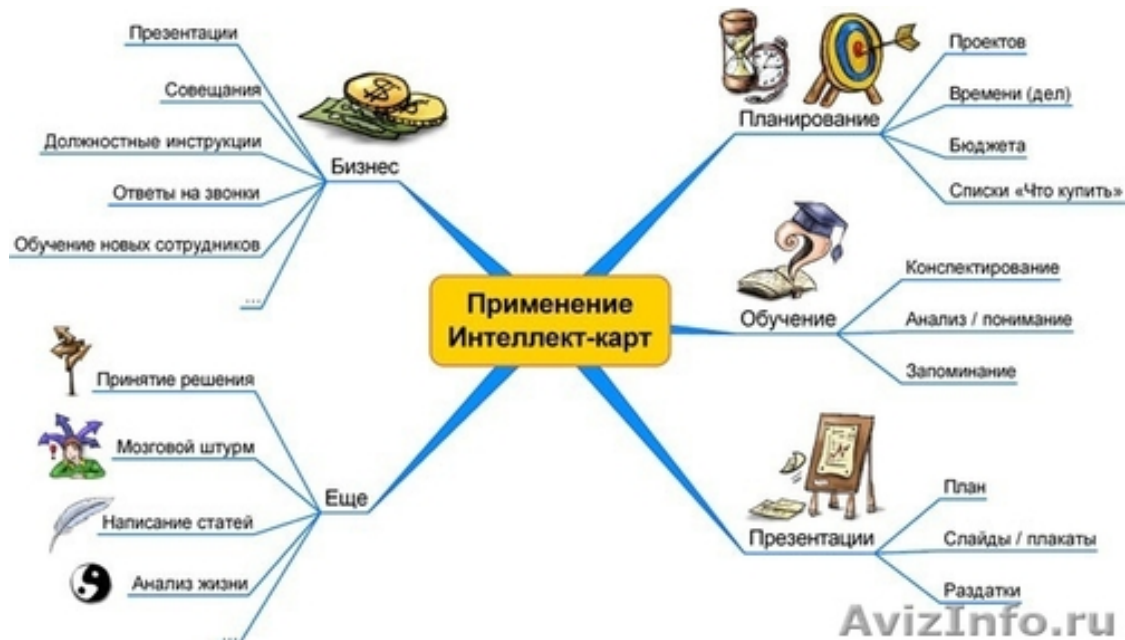 Применение
Интеллект-карт
Планирование
Проектов
Времени (дел)
Бюджета
Списки «Что купить»
Обучение
Конспектирование
Анализ / понимание
Запоминание
Презентации
План
Слайды / плакаты
Раздатки
Бизнес
Презентации
Совещания
Должностные инструкции
Ответы на звонки
Обучение новых сотрудников
...
Еще
Принятие решения
Мозговой штурм
Написание статей
Анализ жизни
...
AvizInfo.ru